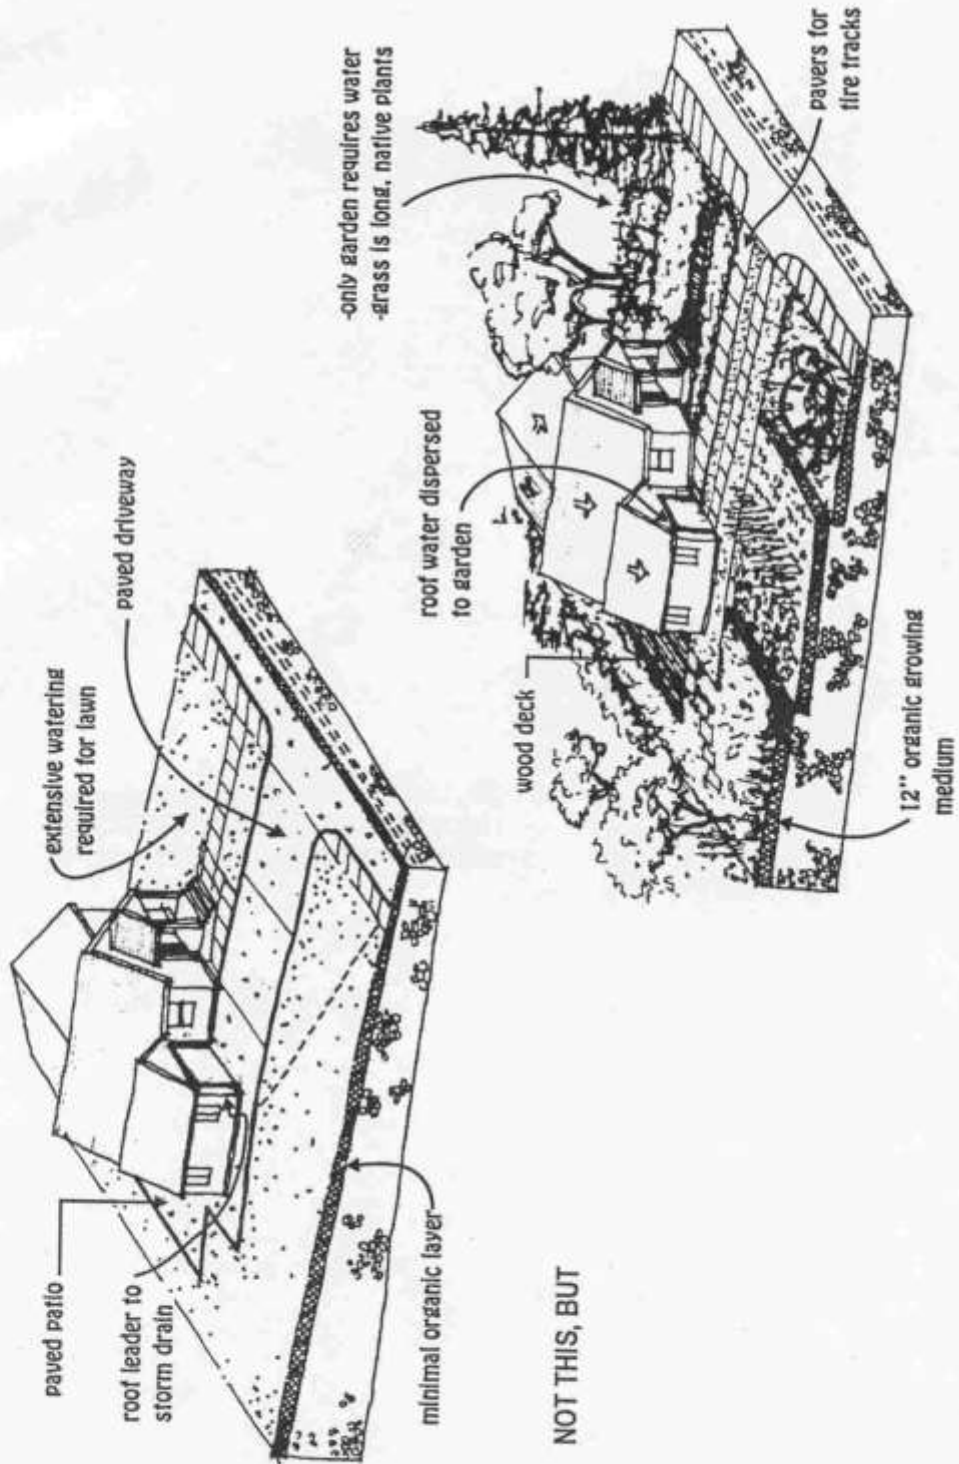 paved patio
roof leader to
storm drain
minimal organic layer
extensive watering
required for lawn
paved driveway
NOT THIS, BUT
wood deck
roof water dispersed
to garden
-only garden requires water
-grass is long, native plants
12" organic growing
medium
pavers for
tire tracks